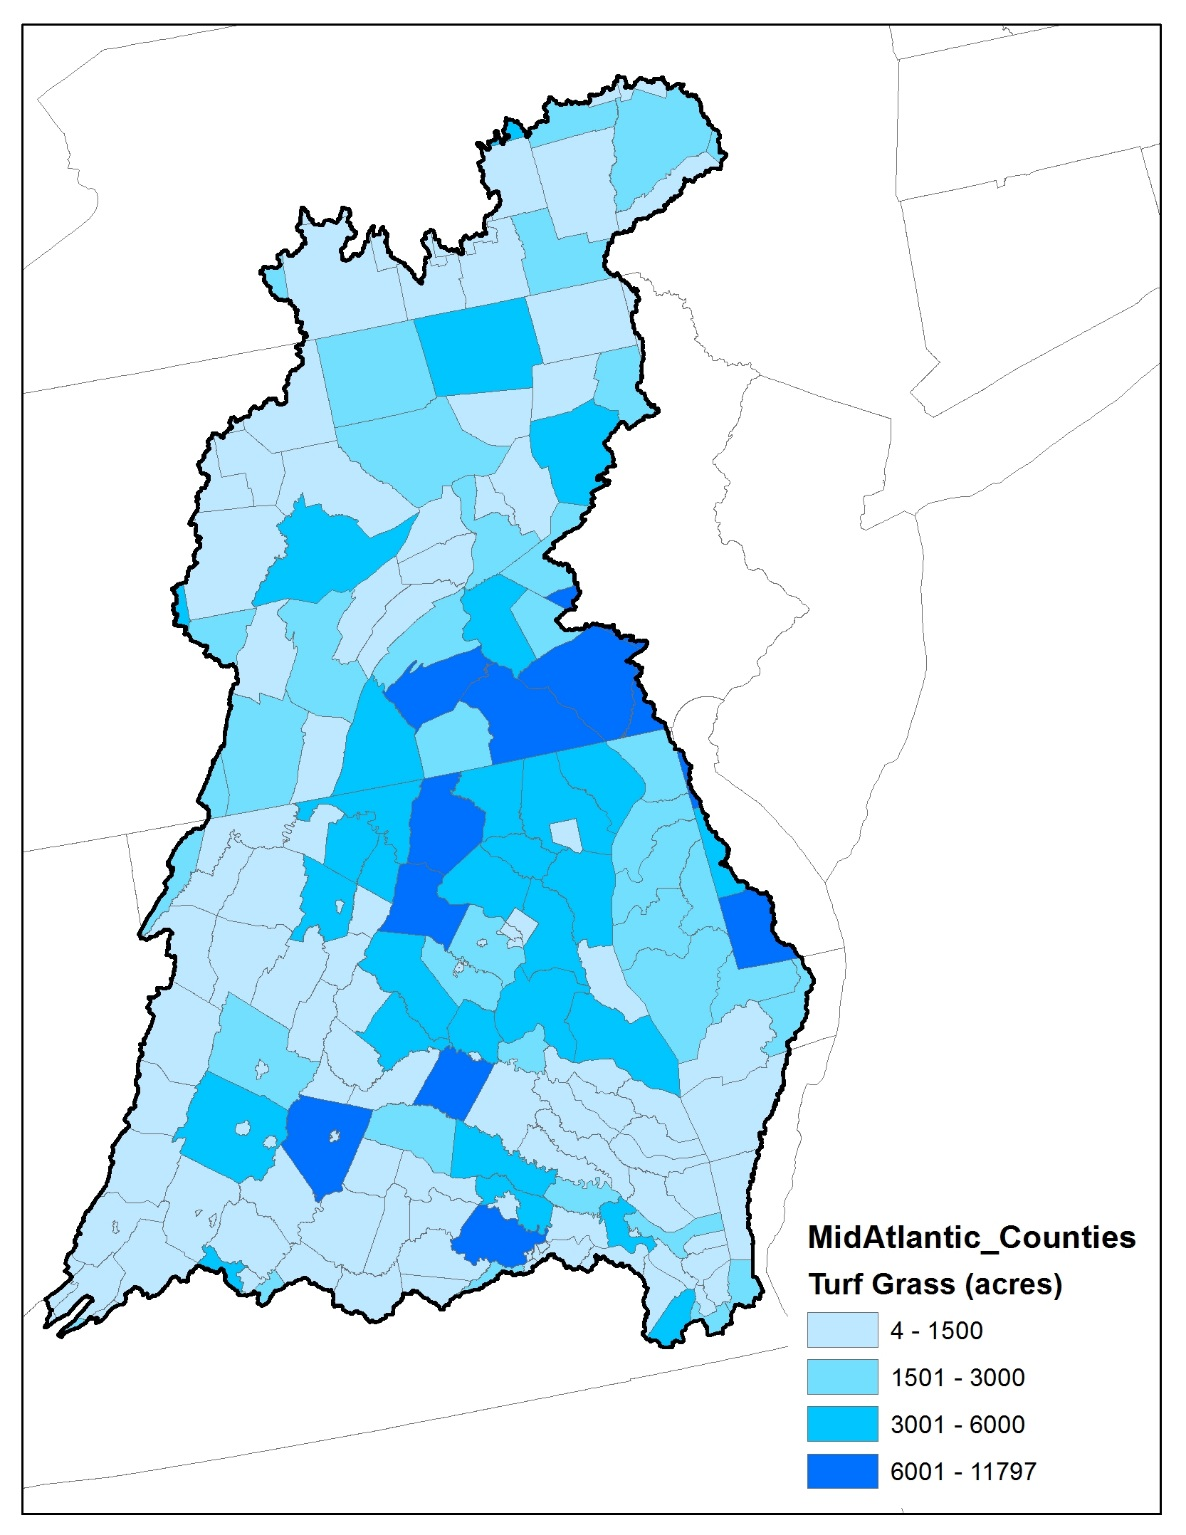 MidAtlantic_Counties
Turf Grass (acres)
4 - 1500
1501 - 3000
3001 - 6000
6001 - 11797